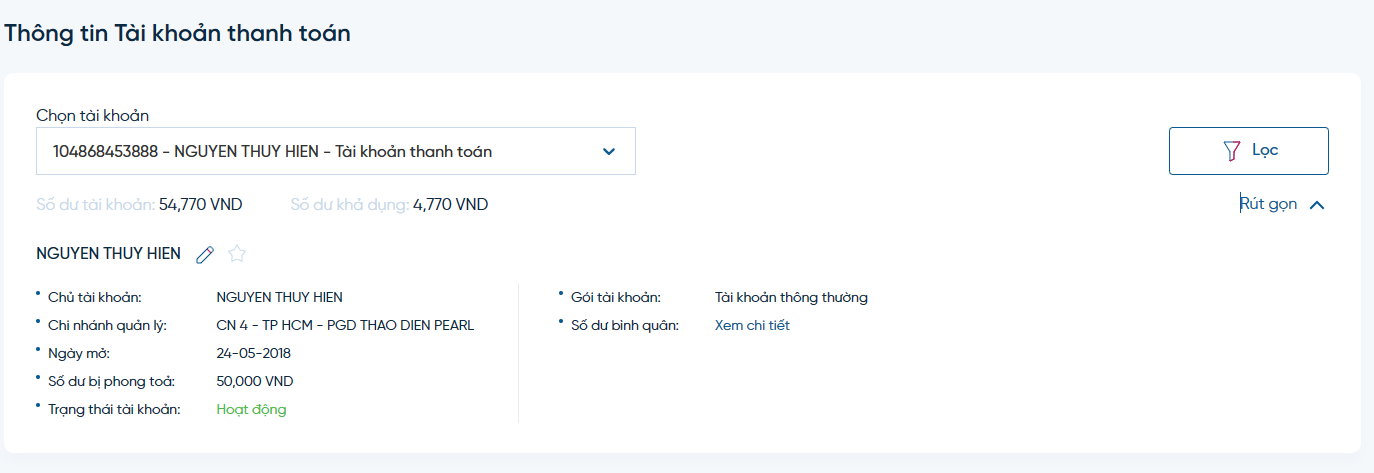 Thông tin Tài khoản thanh toán
Chọn tài khoản
104868453888 - NGUYEN THUY HIEN - Tài khoản thanh toán
Lọc
Số dư tài khoản: 54,770 VND
Số dư khả dụng: 4,770 VND
Rút gọn
NGUYEN THUY HIEN
Chủ tài khoản: NGUYEN THUY HIEN
Chi nhánh quản lý: CN 4 - TP HCM - PGD THAO DIEN PEARL
Ngày mở: 24-05-2018
Số dư bị phong toả: 50,000 VND
Trạng thái tài khoản: Hoạt động
Gói tài khoản: Tài khoản thông thường
Số dư bình quân: Xem chi tiết